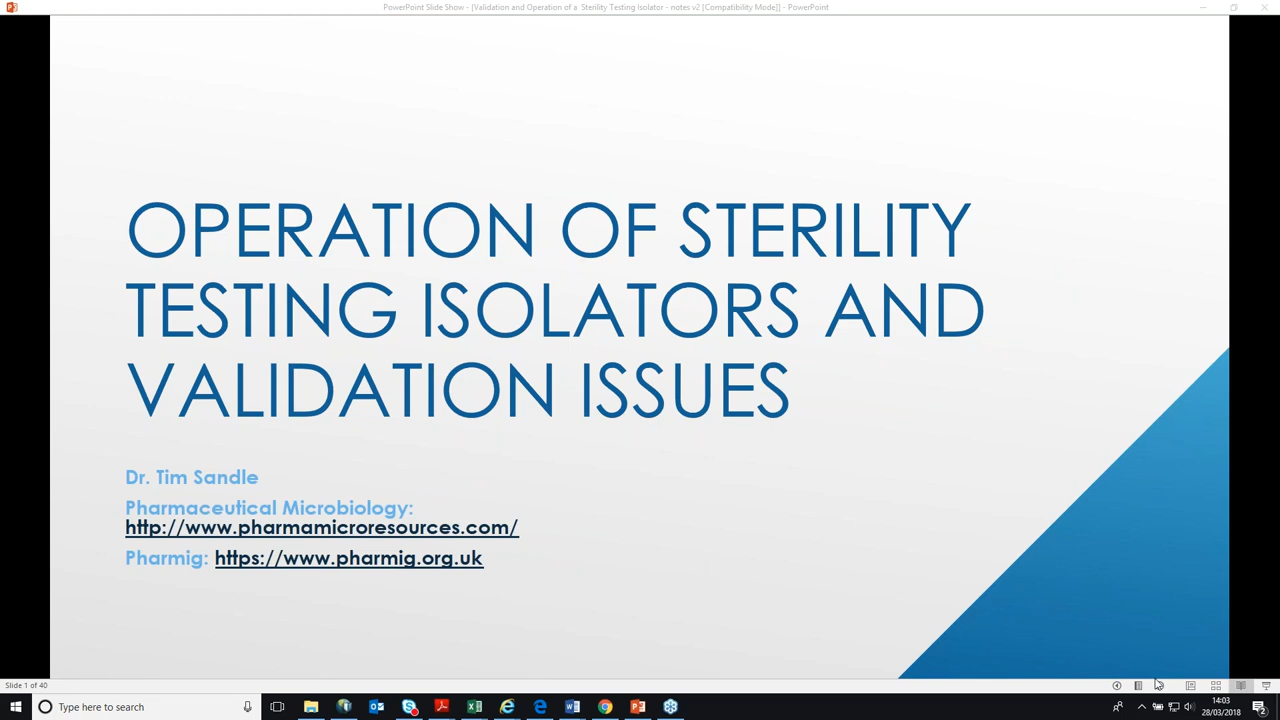 PowerPoint Slide Show - [Validation and Operation of a Sterility Testing Isolator - notes v2 [Compatibility Mode]] - PowerPoint
OPERATION OF STERILITY
TESTING ISOLATORS AND
VALIDATION ISSUES
Dr. Tim Sandle
Pharmaceutical Microbiology:
http://www.pharmamicroresources.com/
Pharmig: https://www.pharmig.org.uk
Slide 1 of 40
Type here to search
14:03
28/03/2018
2